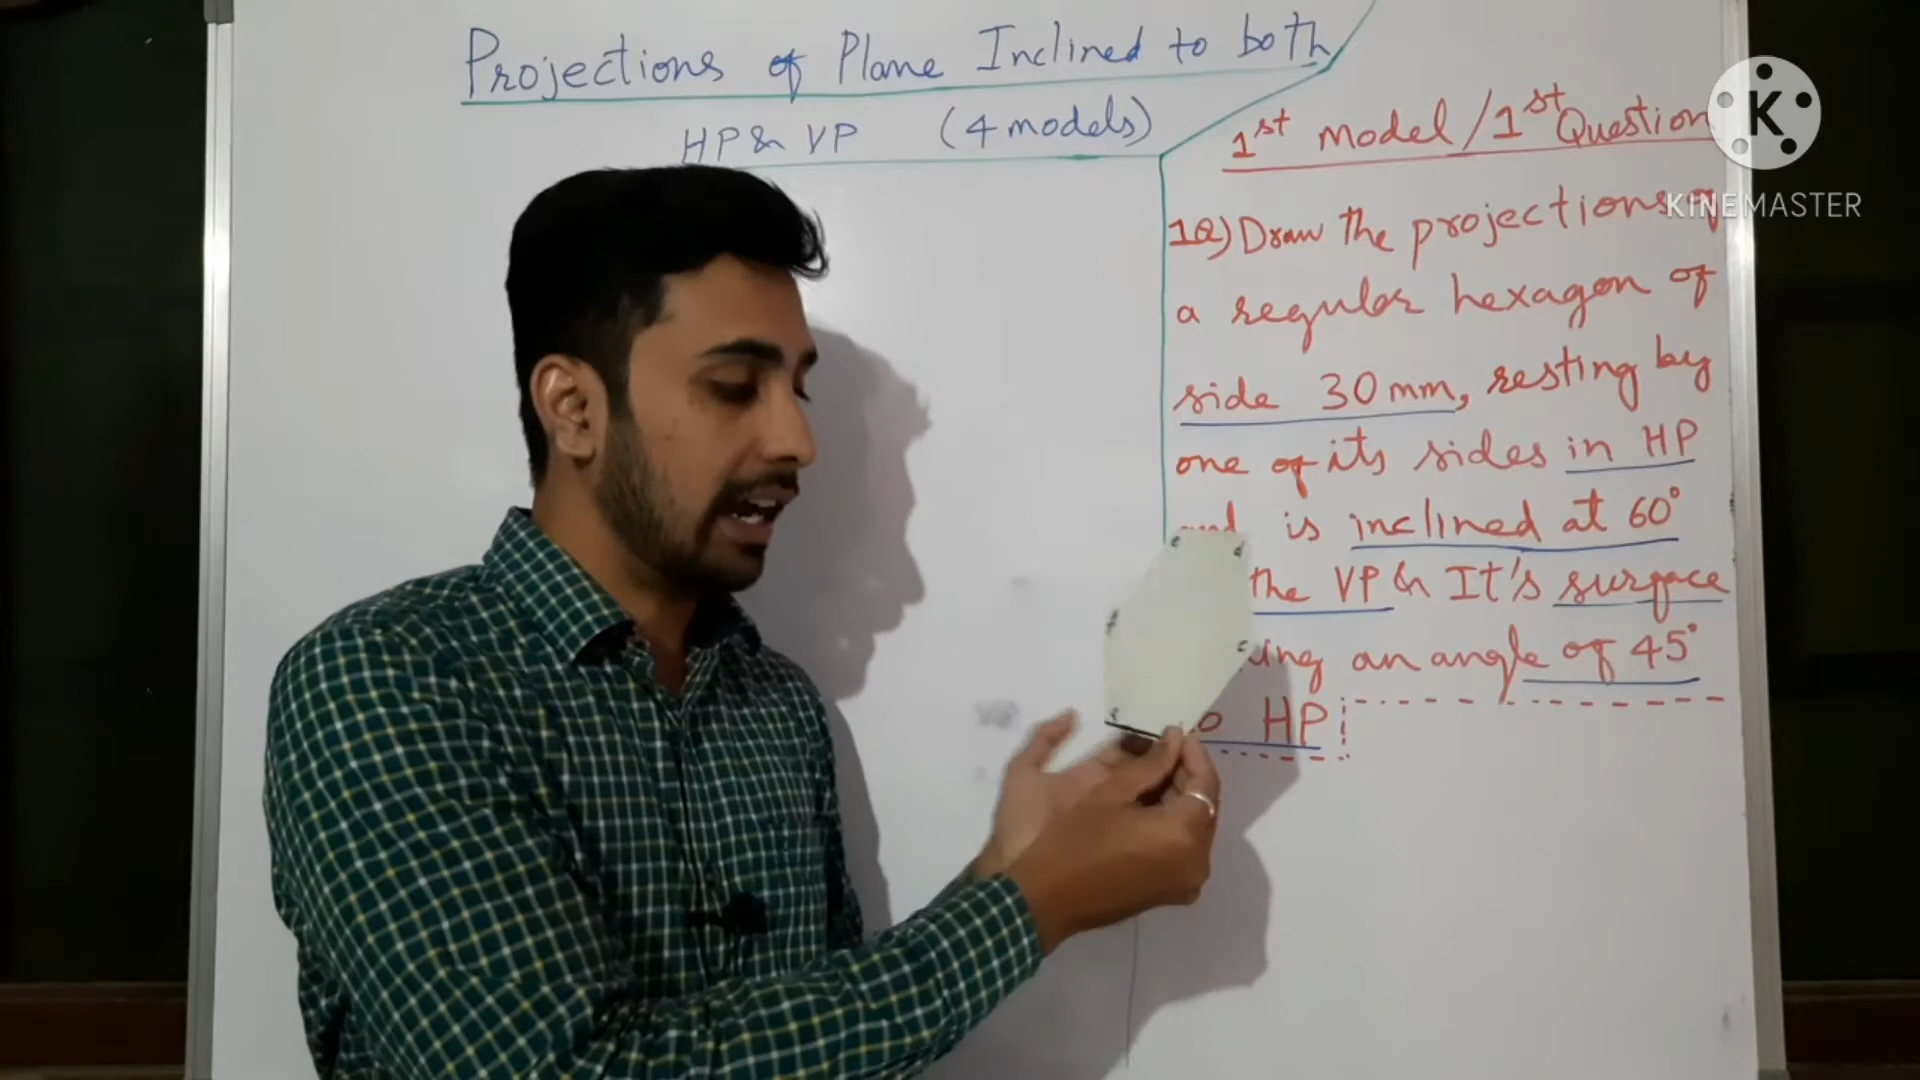 Projections of Plane Inclined to both
HP & VP (4 models)
1st model/1st Question
K
KINEMASTER
1Q) Draw the projections of
a regular hexagon of
side 30 mm, resting by
one of its sides in HP
and is inclined at 60°
the VP & It's surface
an angle of 45°
HP
e d
f c